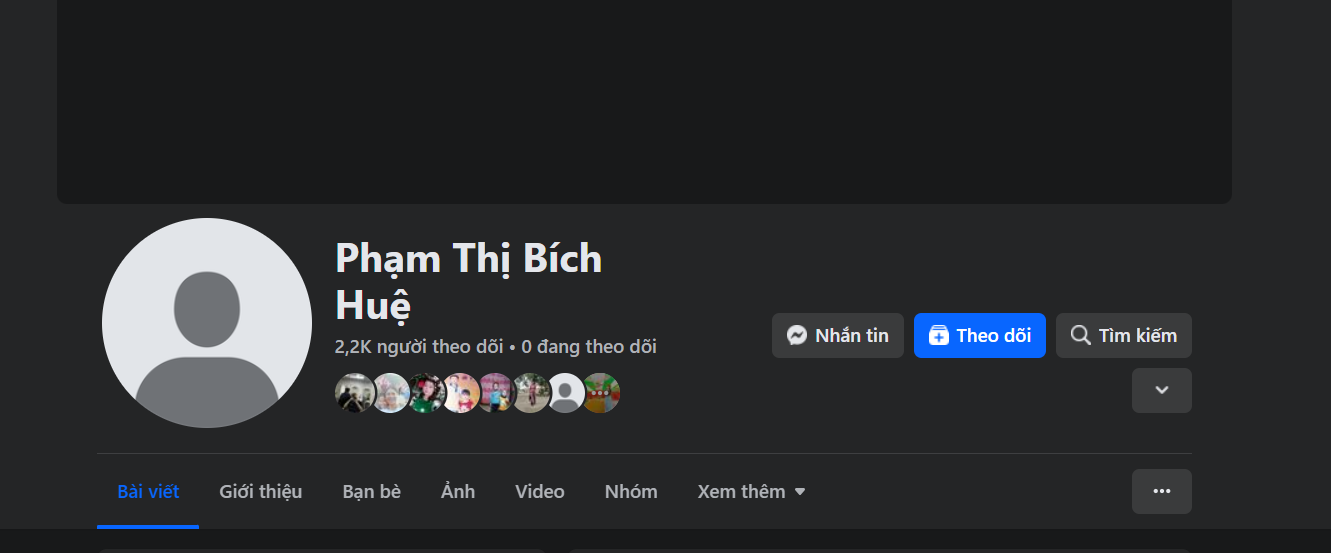 Phạm Thị Bích
Huệ
2,2K người theo dõi • 0 đang theo dõi
Nhắn tin
Theo dõi
Tìm kiếm
Bài viết
Giới thiệu
Bạn bè
Ảnh
Video
Nhóm
Xem thêm